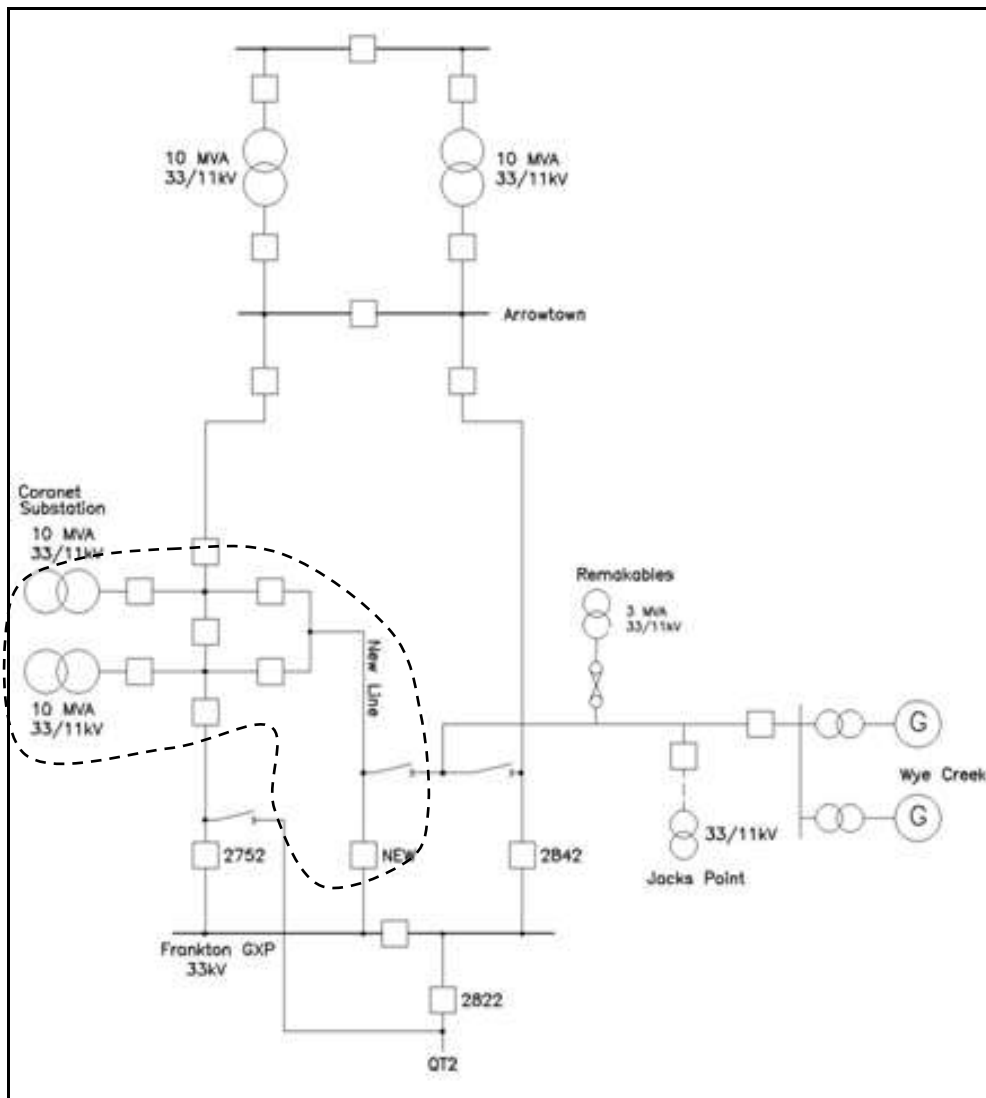 10 MVA
33/11kV
10 MVA
33/11kV
Arrowtown
Coronet
Substation
10 MVA
33/11kV
10 MVA
33/11kV
New Line
Remakables
3 MVA
33/11kV
G
Wye Creek
G
33/11kV
Jacks Point
2752
NEW
2842
Frankton GXP
33kV
2822
QT2